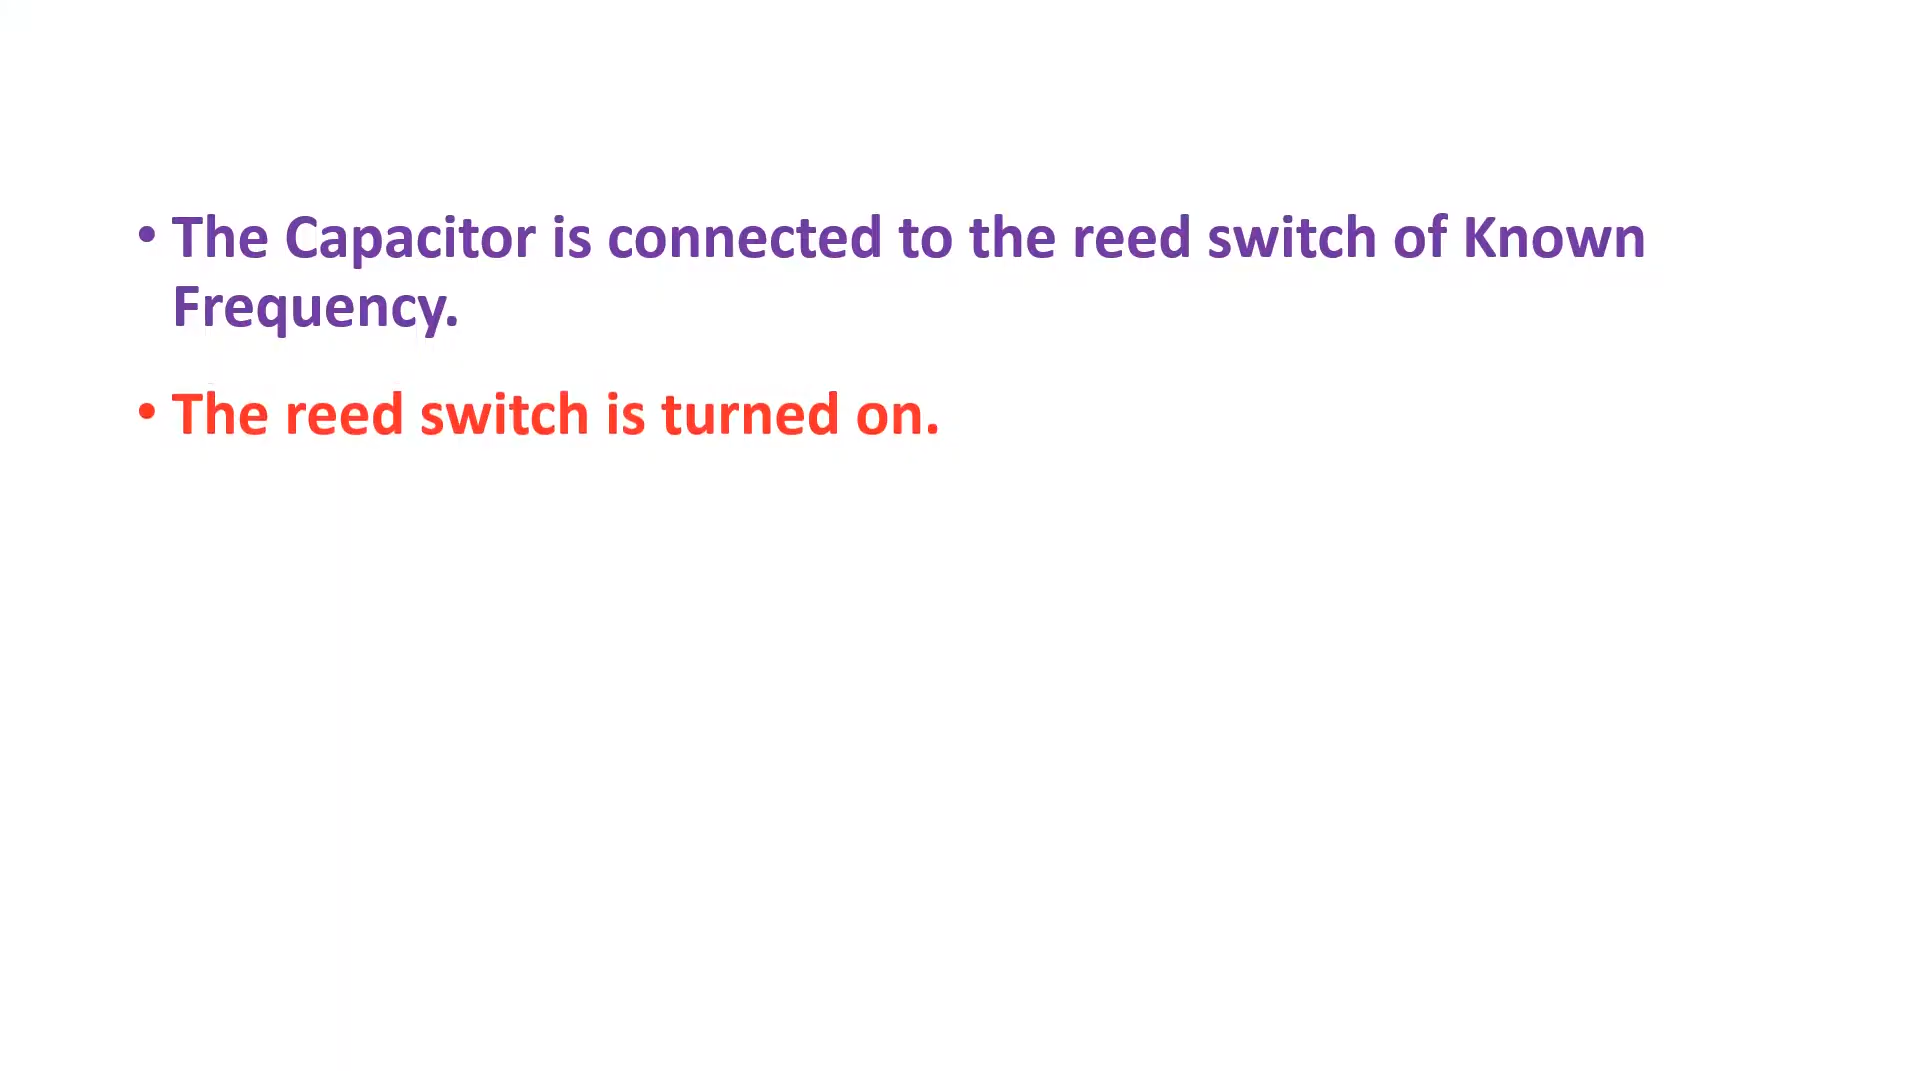 • The Capacitor is connected to the reed switch of Known
Frequency.
• The reed switch is turned on.